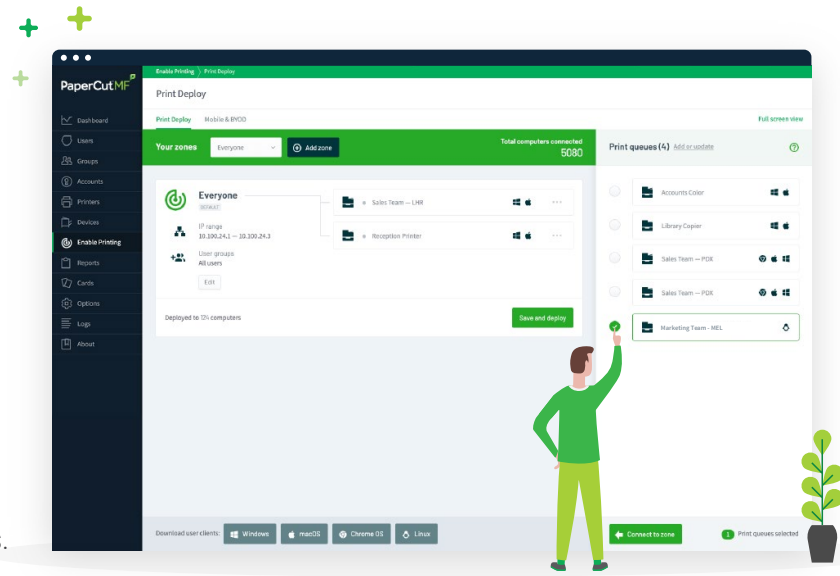 PaperCut MF
Enable Printing > Print Deploy
Print Deploy
Print Deploy
Mobile & BYOD
Full screen view
Dashboard
Users
Groups
Accounts
Printers
Devices
Enable Printing
Reports
Cards
Options
Logs
About
Your zones
Everyone
Add zone
Total computers connected
5080
Everyone
DEFAULT
IP range
10.100.24.1 — 10.100.24.3
User groups
All users
Edit
Sales Team — LHR
Reception Printer
Deployed to 124 computers
Save and deploy
Print queues (4) Add or update
Accounts Color
Library Copier
Sales Team — PDX
Sales Team — PDX
Marketing Team - MEL
Download user clients:
Windows
macOS
Chrome OS
Linux
Connect to zone
1 Print queues selected
s.